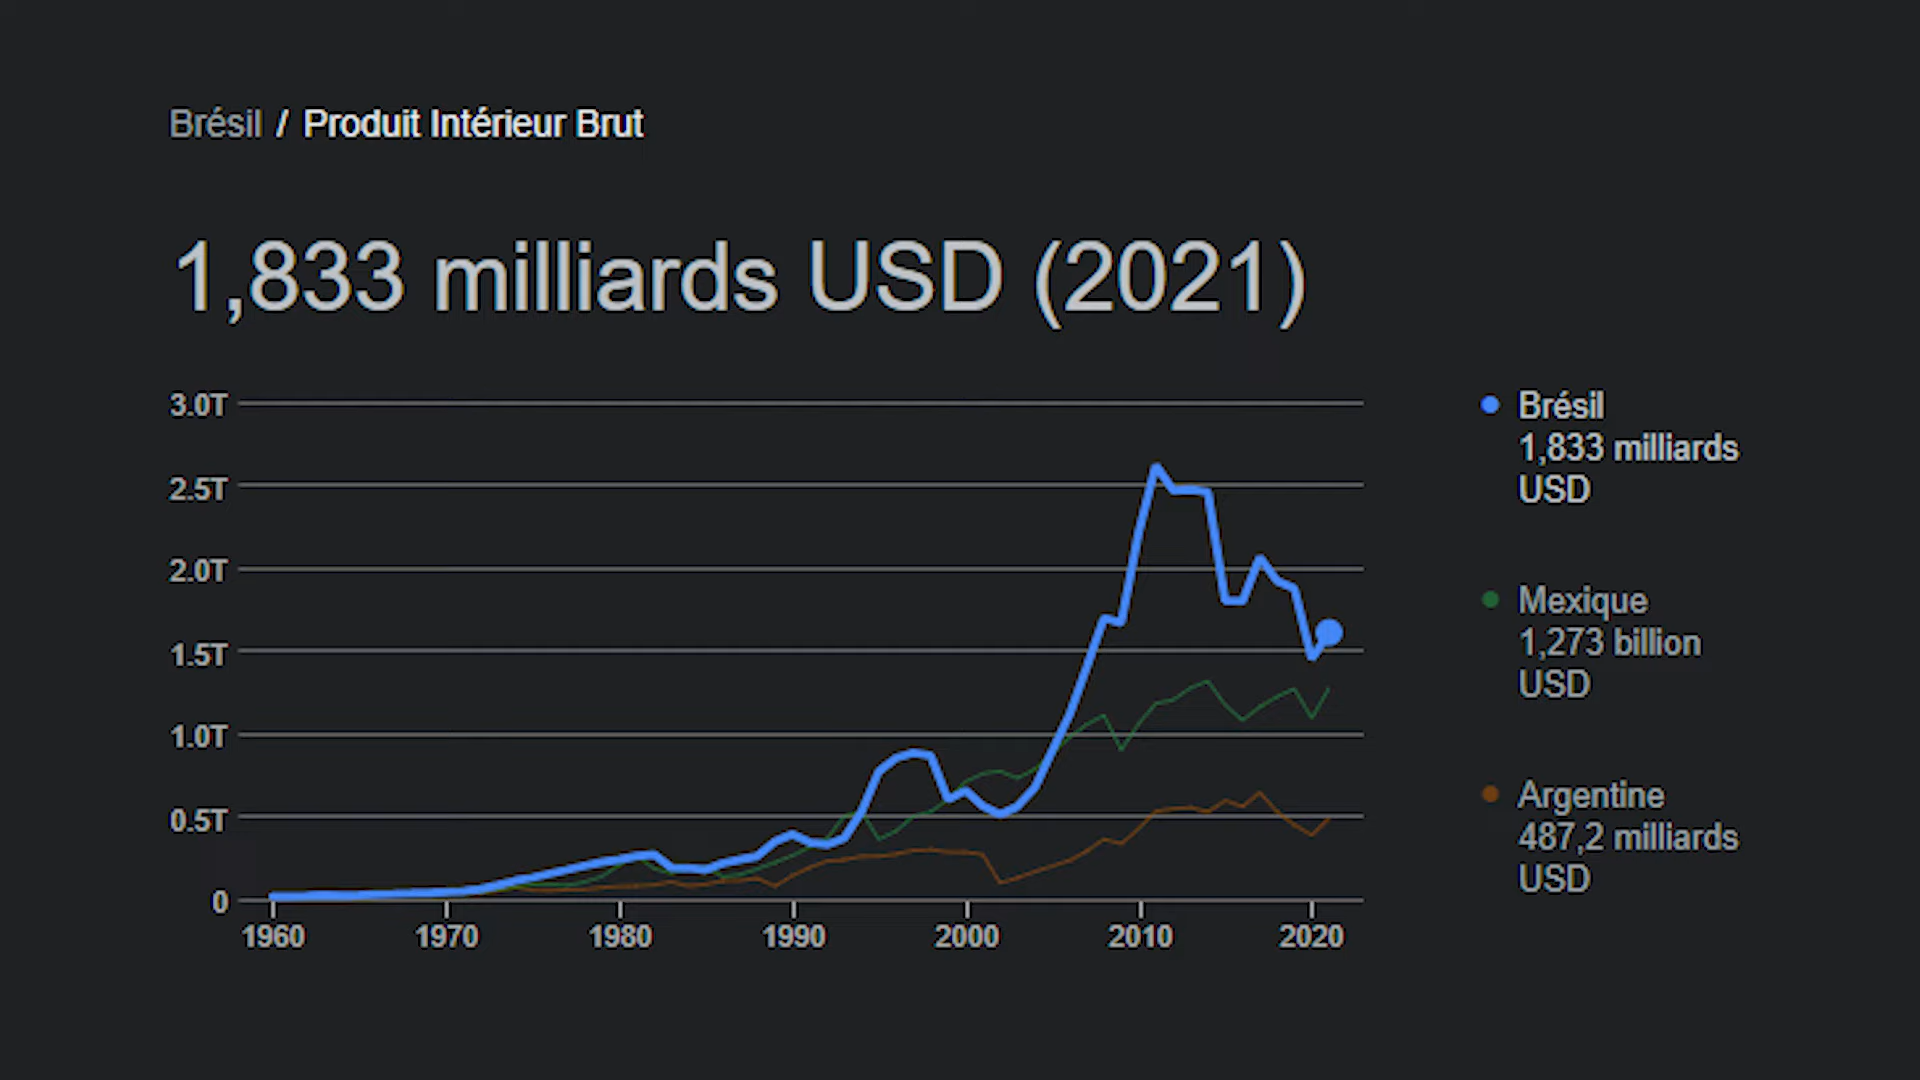 Brésil / Produit Intérieur Brut
1,833 milliards USD (2021)
3.0T
2.5T
2.0T
1.5T
1.0T
0.5T
0
1960 1970 1980 1990 2000 2010 2020
Brésil
1,833 milliards
USD
Mexique
1,273 billion
USD
Argentine
487,2 milliards
USD